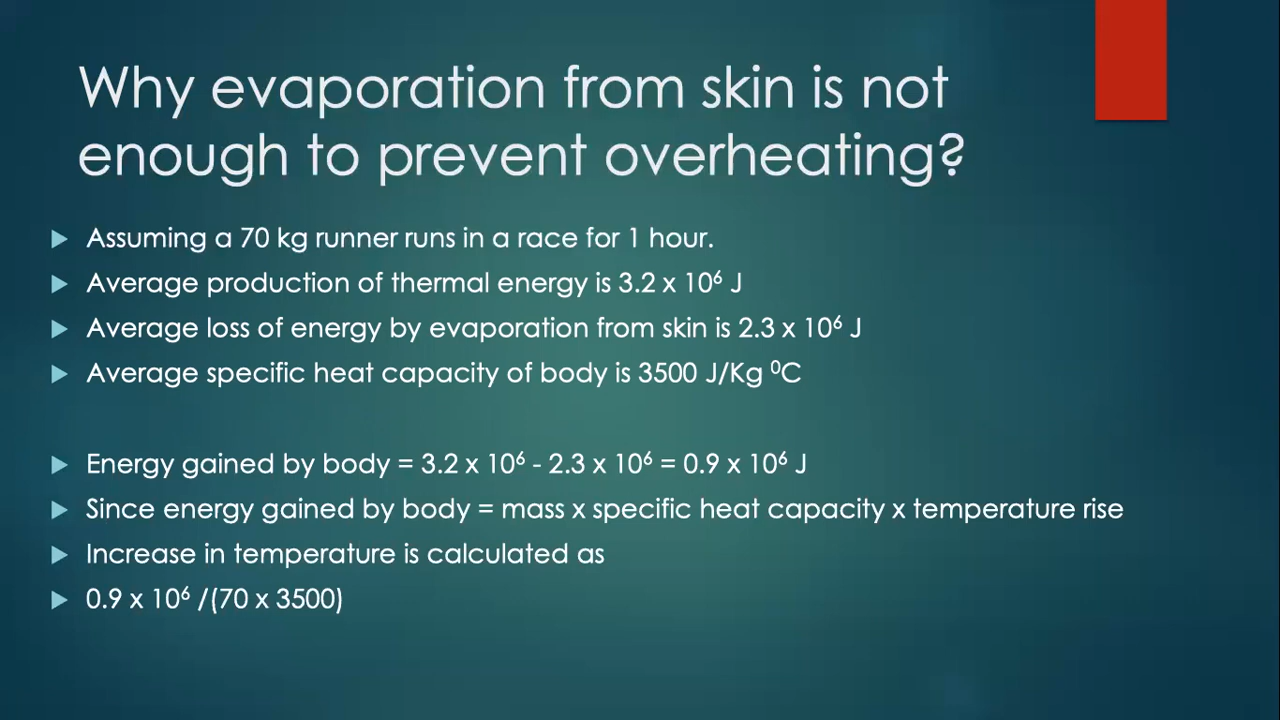 Why evaporation from skin is not
enough to prevent overheating?
Assuming a 70 kg runner runs in a race for 1 hour.
Average production of thermal energy is 3.2 x 10⁶ J
Average loss of energy by evaporation from skin is 2.3 x 10⁶ J
Average specific heat capacity of body is 3500 J/Kg ⁰C
Energy gained by body = 3.2 x 10⁶ - 2.3 x 10⁶ = 0.9 x 10⁶ J
Since energy gained by body = mass x specific heat capacity x temperature rise
Increase in temperature is calculated as
0.9 x 10⁶ /(70 x 3500)